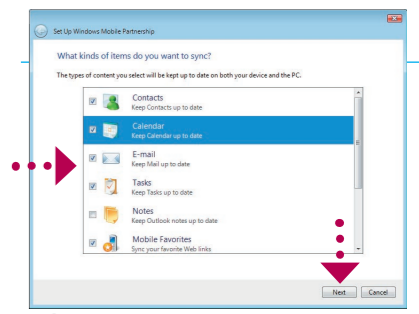 Set Up Windows Mobile Partnership
What kinds of items do you want to sync?
The types of content you select will be kept up to date on both your device and the PC.
Contacts
Keep Contacts up to date
Calendar
Keep Calendar up to date
E-mail
Keep Mail up to date
Tasks
Keep Tasks up to date
Notes
Keep Outlook notes up to date
Mobile Favorites
Sync your favorite Web links
Next Cancel